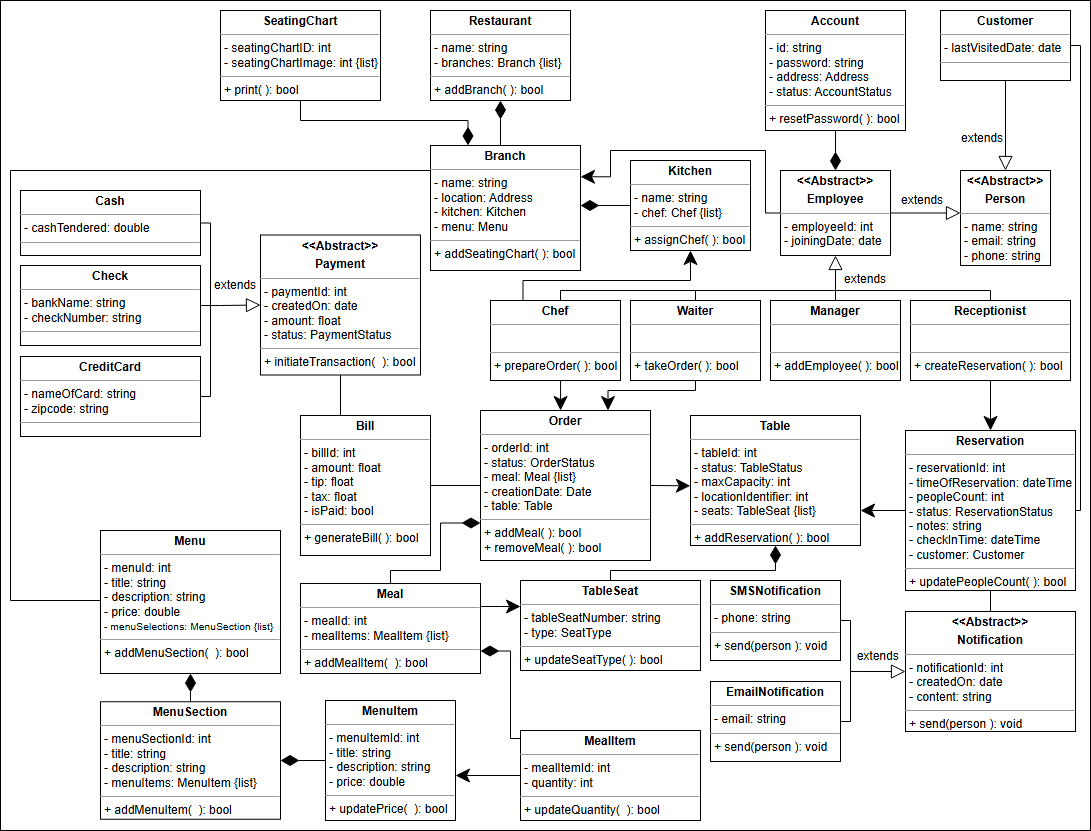 SeatingChart
- seatingChartID: int
- seatingChartImage: int {list}
+ print( ): bool
Restaurant
- name: string
- branches: Branch {list}
+ addBranch( ): bool
Account
- id: string
- password: string
- address: Address
- status: AccountStatus
+ resetPassword( ): bool
Customer
- lastVisitedDate: date
extends
Branch
- name: string
- location: Address
- kitchen: Kitchen
- menu: Menu
+ addSeatingChart( ): bool
Kitchen
- name: string
- chef: Chef {list}
+ assignChef( ): bool
<<Abstract>>
Employee
- employeeId: int
- joiningDate: date
extends
<<Abstract>>
Person
- name: string
- email: string
- phone: string
Cash
- cashTendered: double
Check
- bankName: string
- checkNumber: string
CreditCard
- nameOfCard: string
- zipcode: string
extends
<<Abstract>>
Payment
- paymentId: int
- createdOn: date
- amount: float
- status: PaymentStatus
+ initiateTransaction(  ): bool
extends
Chef
+ prepareOrder( ): bool
Waiter
+ takeOrder( ): bool
Manager
+ addEmployee( ): bool
Receptionist
+ createReservation( ): bool
Bill
- billId: int
- amount: float
- tip: float
- tax: float
- isPaid: bool
+ generateBill( ): bool
Order
- orderId: int
- status: OrderStatus
- meal: Meal {list}
- creationDate: Date
- table: Table
+ addMeal( ): bool
+ removeMeal( ): bool
Table
- tableId: int
- status: TableStatus
- maxCapacity: int
- locationIdentifier: int
- seats: TableSeat {list}
+ addReservation( ): bool
Reservation
- reservationId: int
- timeOfReservation: dateTime
- peopleCount: int
- status: ReservationStatus
- notes: string
- checkInTime: dateTime
- customer: Customer
+ updatePeopleCount( ): bool
Menu
- menuId: int
- title: string
- description: string
- price: double
- menuSelections: MenuSection {list}
+ addMenuSection(  ): bool
Meal
- mealId: int
- mealItems: MealItem {list}
+ addMealItem( ): bool
TableSeat
- tableSeatNumber: string
- type: SeatType
+ updateSeatType( ): bool
SMSNotification
- phone: string
+ send(person ): void
EmailNotification
- email: string
+ send(person ): void
extends
<<Abstract>>
Notification
- notificationId: int
- createdOn: date
- content: string
+ send(person ): void
MenuSection
- menuSectionId: int
- title: string
- description: string
- menuItems: MenuItem {list}
+ addMenuItem(  ): bool
MenuItem
- menuItemId: int
- title: string
- description: string
- price: double
+ updatePrice(  ): bool
MealItem
- mealItemId: int
- quantity: int
+ updateQuantity(  ): bool